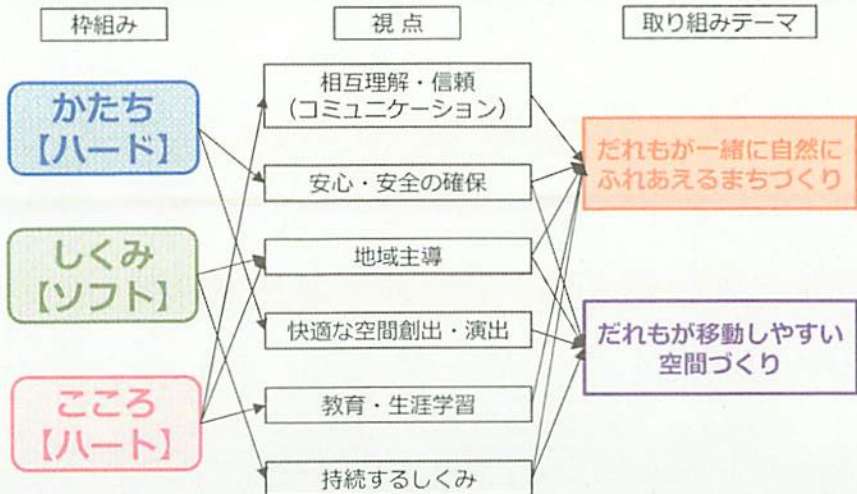 枠組み
視点
取り組みテーマ
かたち
【ハード】
しくみ
【ソフト】
こころ
【ハート】
相互理解・信頼
（コミュニケーション）
安心・安全の確保
地域主導
快適な空間創出・演出
教育・生涯学習
持続するしくみ
だれもが一緒に自然に
ふれあえるまちづくり
だれもが移動しやすい
空間づくり